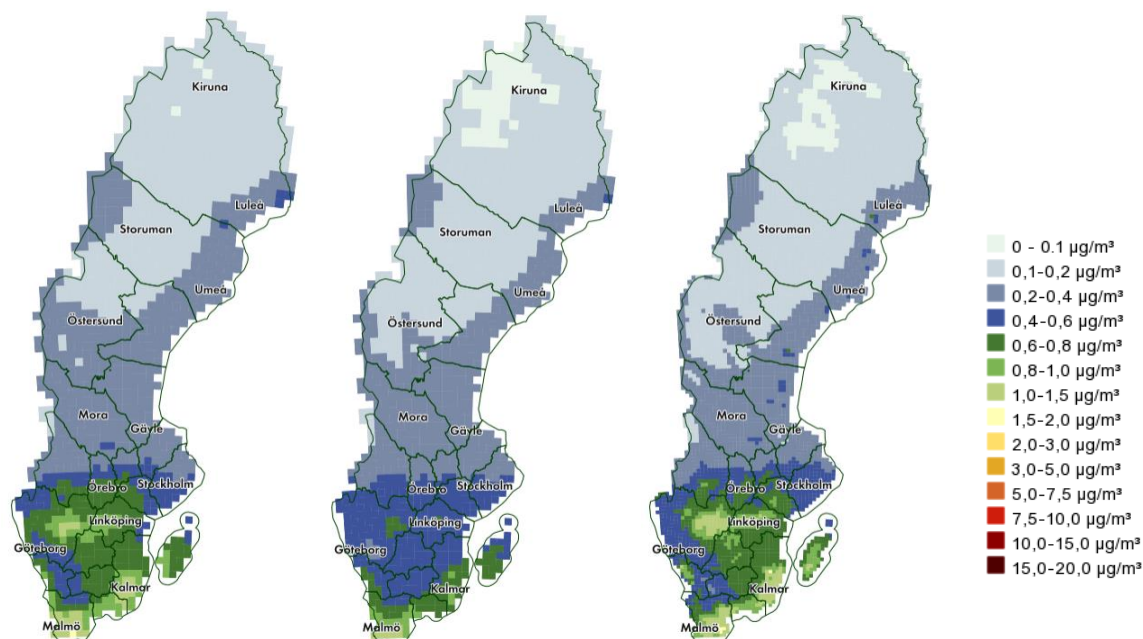 Kiruna
Luleå
Storuman
Umeå
Östersund
Mora
Gävle
Öreb o
Stockholm
Linköping
Göteborg
Kalmar
Malmö
Kiruna
Luleå
Storuman
Umeå
Östersund
Mora
Gävle
Öreb o
Stockholm
Linköping
Göteborg
Kalmar
Malmö
Kiruna
Luleå
Storuman
Umeå
Östersund
Mora
Gävle
Öreb o
Stockholm
Linköping
Göteborg
Kalmar
Malmö
0 - 0.1 µg/m³
0,1-0,2 µg/m³
0,2-0,4 µg/m³
0,4-0,6 µg/m³
0,6-0,8 µg/m³
0,8-1,0 µg/m³
1,0-1,5 µg/m³
1,5-2,0 µg/m³
2,0-3,0 µg/m³
3,0-5,0 µg/m³
5,0-7,5 µg/m³
7,5-10,0 µg/m³
10,0-15,0 µg/m³
15,0-20,0 µg/m³